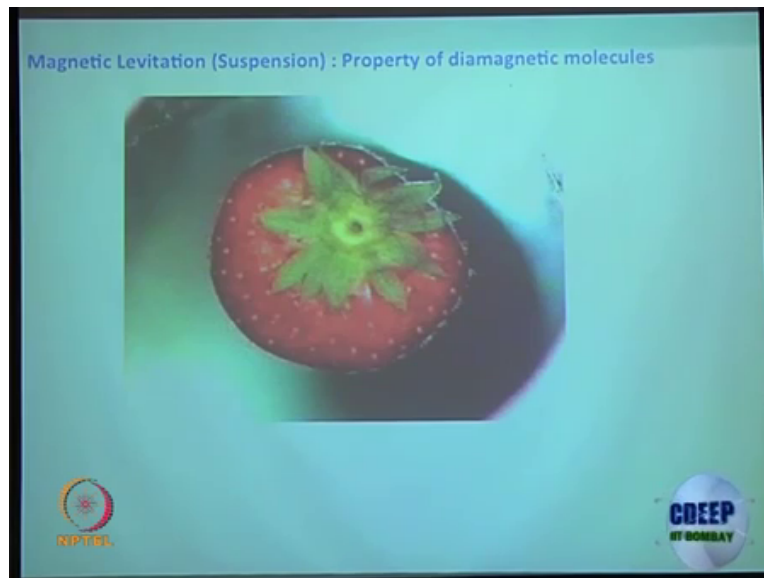 Magnetic Levitation (Suspension) : Property of diamagnetic molecules
NPTEL
CDEEP
IIT BOMBAY